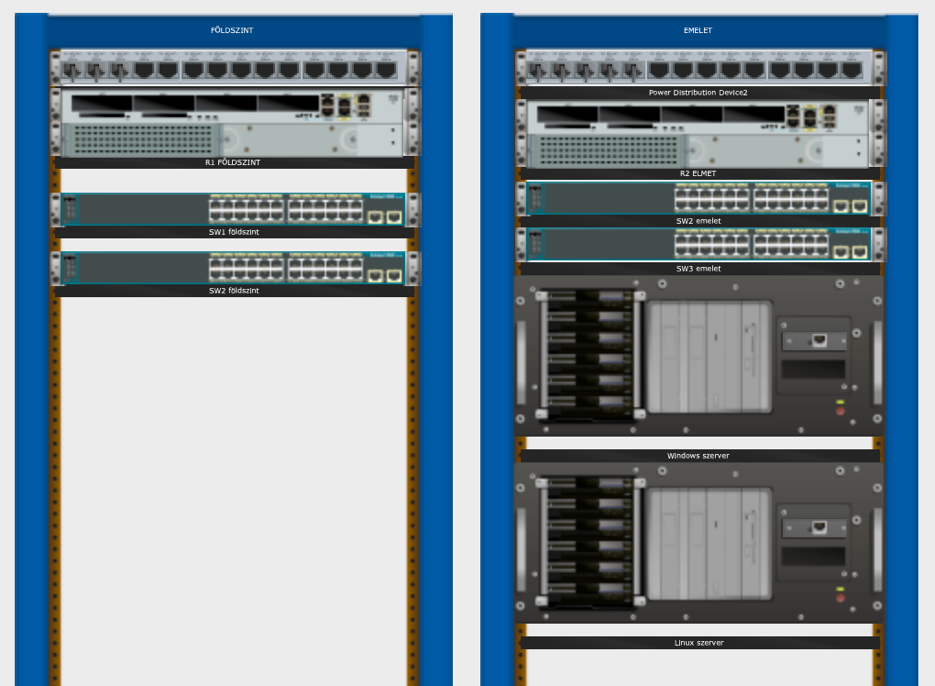 FÖLDSZINT
R1 FÖLDSZINT
SW1 földszint
SW2 földszint
EMELET
Power Distribution Device2
R2 ELMET
SW2 emelet
SW3 emelet
Windows szerver
Linux szerver